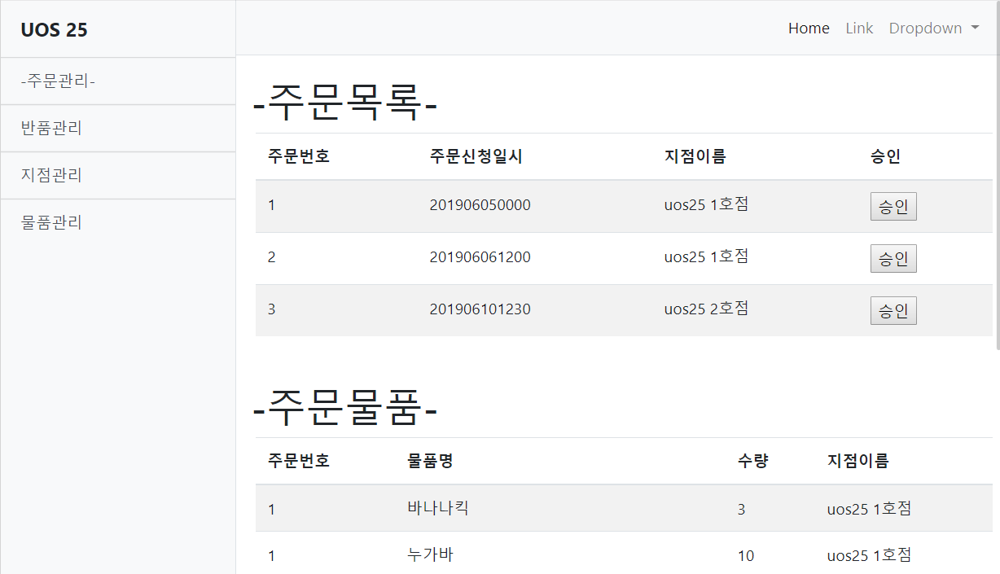 UOS 25
Home Link Dropdown
-주문관리-
반품관리
지점관리
물품관리
-주문목록-
주문번호 주문신청일시 지점이름 승인
1 201906050000 uos25 1호점 승인
2 201906061200 uos25 1호점 승인
3 201906101230 uos25 2호점 승인
-주문물품-
주문번호 물품명 수량 지점이름
1 바나나킥 3 uos25 1호점
1 누가바 10 uos25 1호점